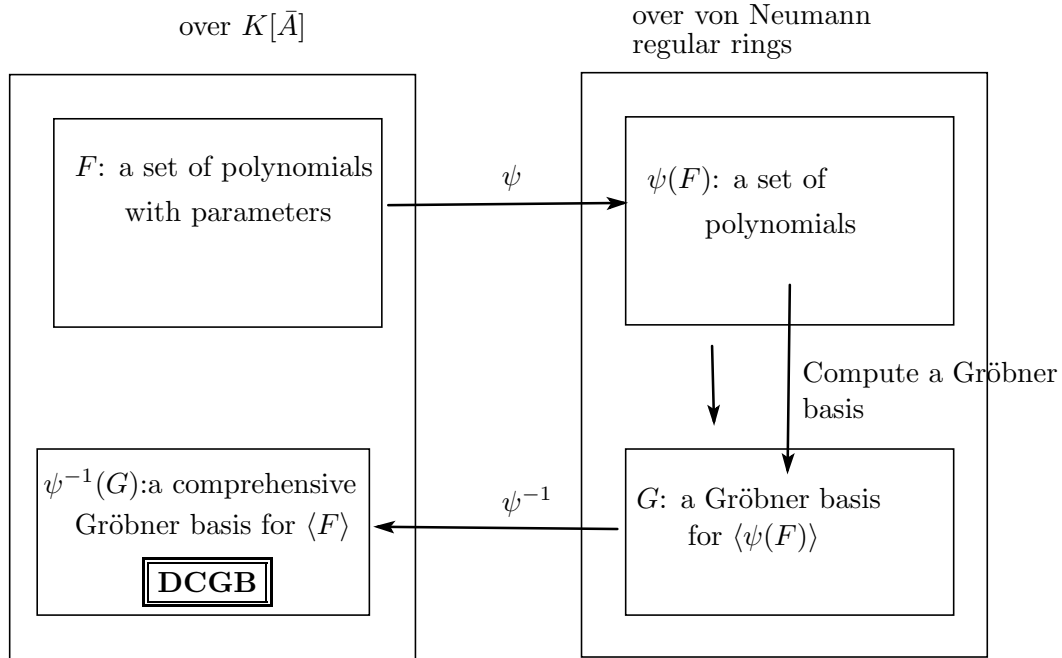 over K[Ā]
over von Neumann
regular rings
F: a set of polynomials
with parameters
ψ
ψ(F): a set of
polynomials
Compute a Gröbner
basis
ψ⁻¹(G):a comprehensive
Gröbner basis for ⟨F⟩
DCGB
ψ⁻¹
G: a Gröbner basis
for ⟨ψ(F)⟩